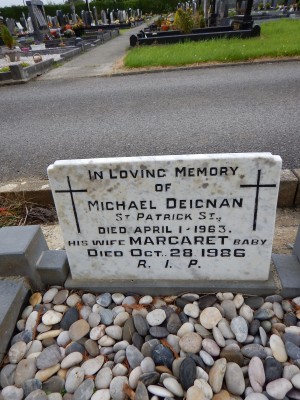 IN LOVING MEMORY
OF
MICHAEL DEIGNAN
ST. PATRICK ST.,
DIED APRIL 1-1963.
HIS WIFE MARGARET BABY
DIED OCT. 28 1986
R. I. P.